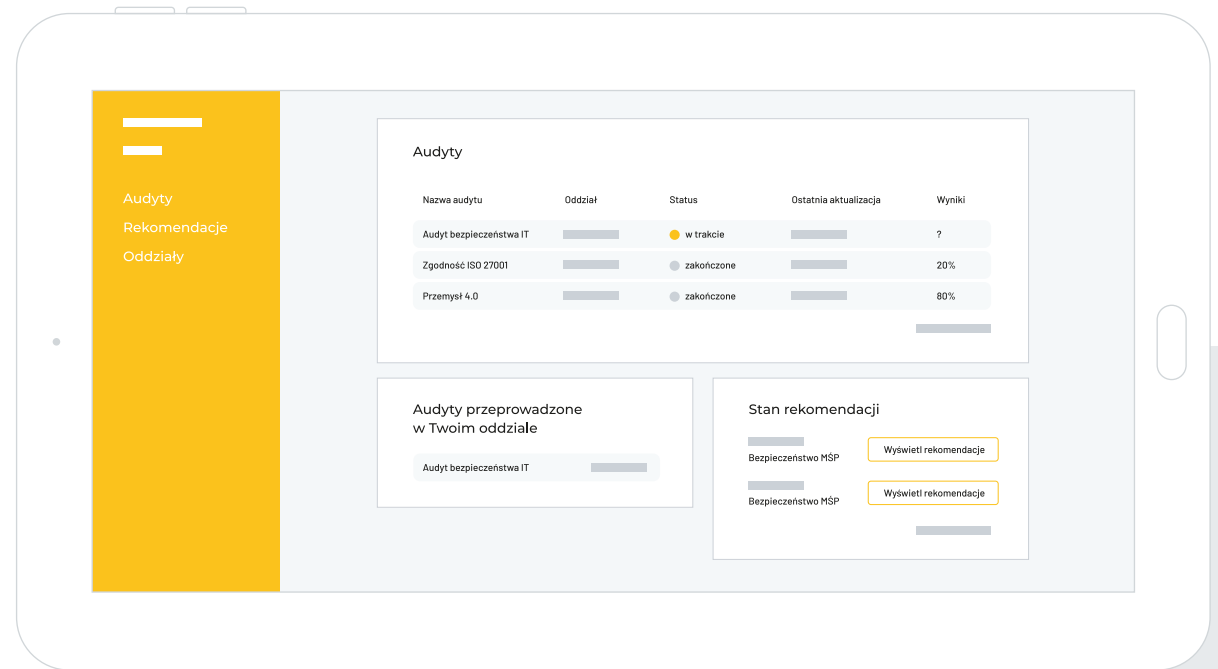 Audyty
Rekomendacje
Oddziały
Audyty
Nazwa audytu Oddział Status Ostatnia aktualizacja Wyniki
Audyt bezpieczeństwa IT w trakcie ?
Zgodność ISO 27001 zakończone 20%
Przemysł 4.0 zakończone 80%
Audyty przeprowadzone
w Twoim oddziale
Audyt bezpieczeństwa IT
Stan rekomendacji
Bezpieczeństwo MŚP Wyświetl rekomendacje
Bezpieczeństwo MŚP Wyświetl rekomendacje